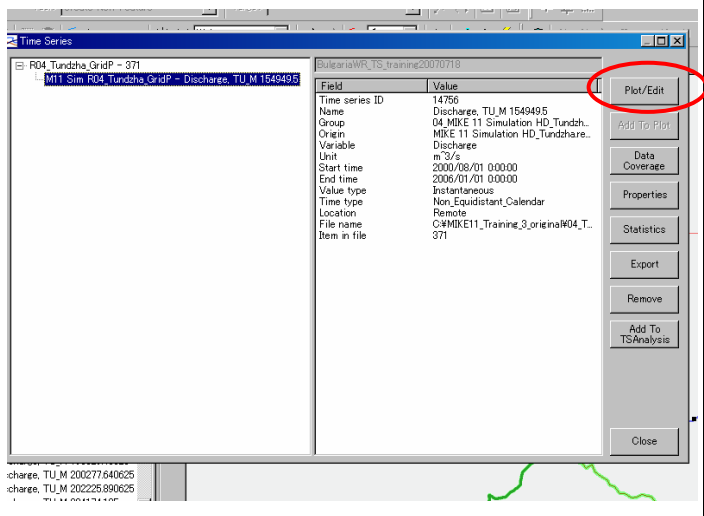 Time Series
R04_Tundzha_GridP - 371
M11 Sim R04_Tundzha_GridP - Discharge, TU_M 154949.5
BulgariaWR_TS_training20070718
Field Value
Time series ID 14756
Name Discharge, TU_M 154949.5
Group 04_MIKE 11 Simulation HD_Tundzh...
Origin MIKE 11 Simulation HD_Tundzha.re...
Variable Discharge
Unit m^3/s
Start time 2000/08/01 0:00:00
End time 2006/01/01 0:00:00
Value type Instantaneous
Time type Non_Equidistant_Calendar
Location Remote
File name C:¥MIKE11_Training_3_original¥04_T...
Item in file 371
Plot/Edit
Add To Plot
Data
Coverage
Properties
Statistics
Export
Remove
Add To
TSAnalysis
Close
charge, TU_M 200277.640625
charge, TU_M 202225.890625